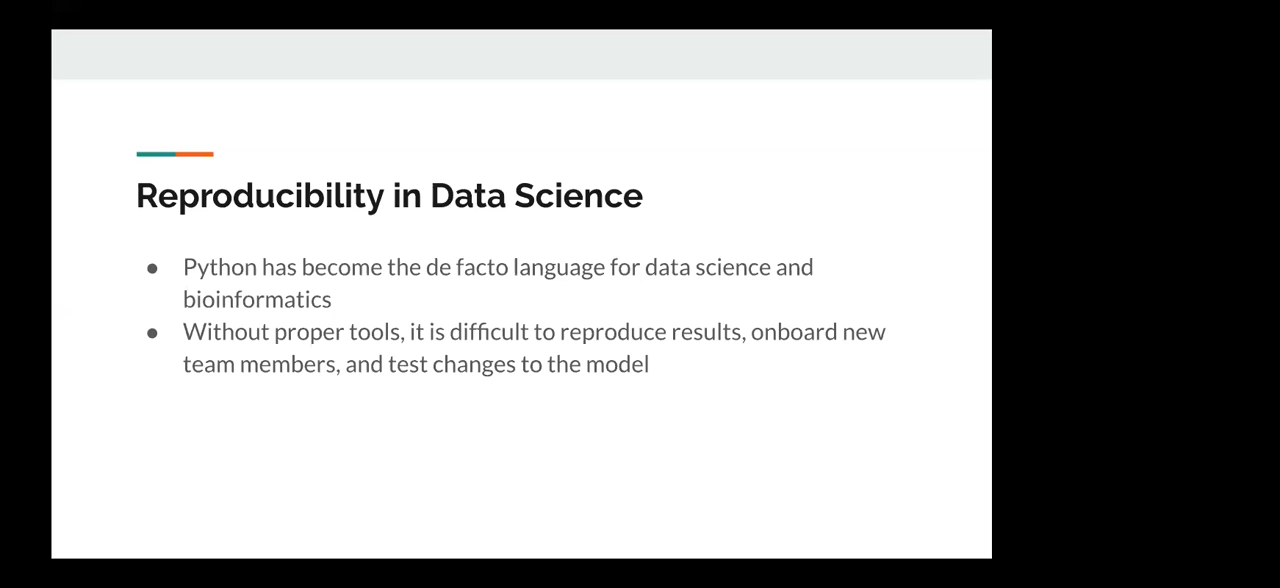 Reproducibility in Data Science
● Python has become the de facto language for data science and
bioinformatics
● Without proper tools, it is difficult to reproduce results, onboard new
team members, and test changes to the model